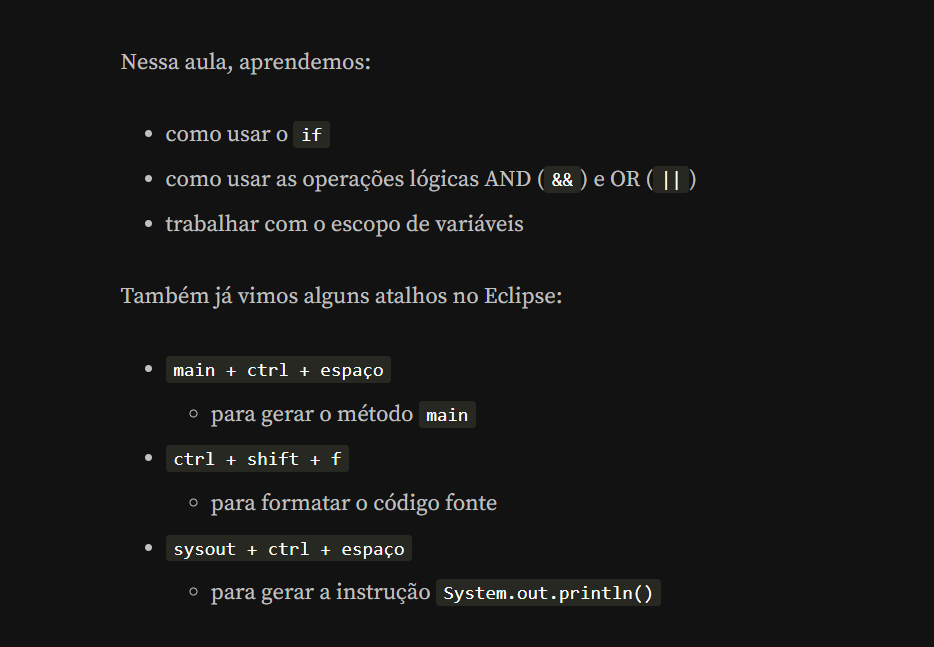 Nessa aula, aprendemos:
• como usar o if
• como usar as operações lógicas AND (&&) e OR (||)
• trabalhar com o escopo de variáveis
Também já vimos alguns atalhos no Eclipse:
• main + ctrl + espaço
○ para gerar o método main
• ctrl + shift + f
○ para formatar o código fonte
• sysout + ctrl + espaço
○ para gerar a instrução System.out.println()